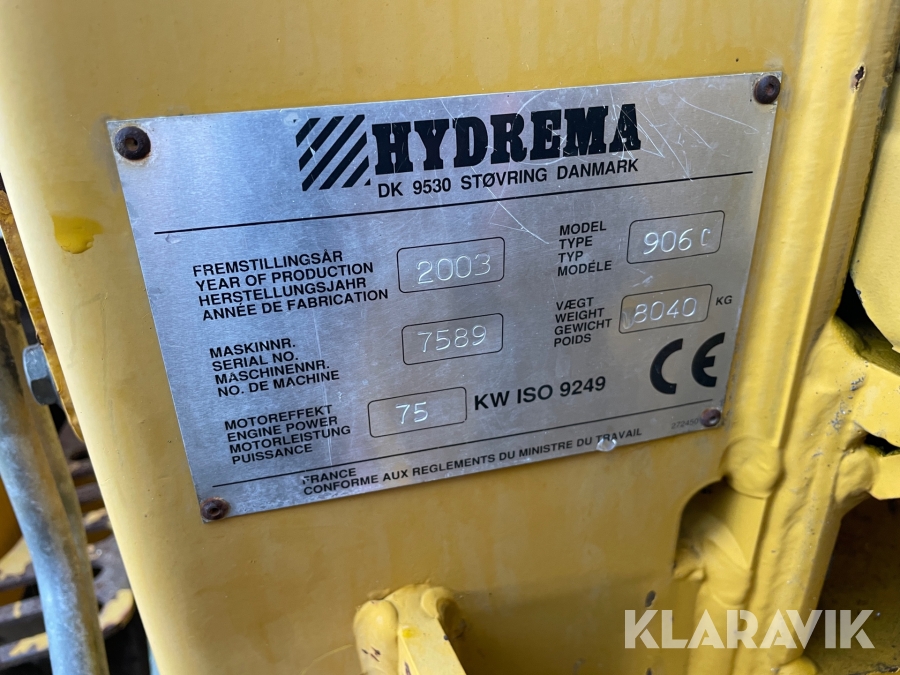 HYDREMA
DK 9530 STØVRING DANMARK
FREMSTILLINGSÅR
YEAR OF PRODUCTION
HERSTELLUNGSJAHR
ANNÉE DE FABRICATION
2003
MODEL
TYPE
TYP
MODÉLE
906C
MASKINNR.
SERIAL NO.
MASCHINENNR.
NO. DE MACHINE
7589
VÆGT
WEIGHT
GEWICHT
POIDS
8040 KG
MOTOREFFEKT
ENGINE POWER
MOTORLEISTUNG
PUISSANCE
75 KW ISO 9249
CE
FRANCE
CONFORME AUX REGLEMENTS DU MINISTRE DU TRAVAIL
KLARAVIK